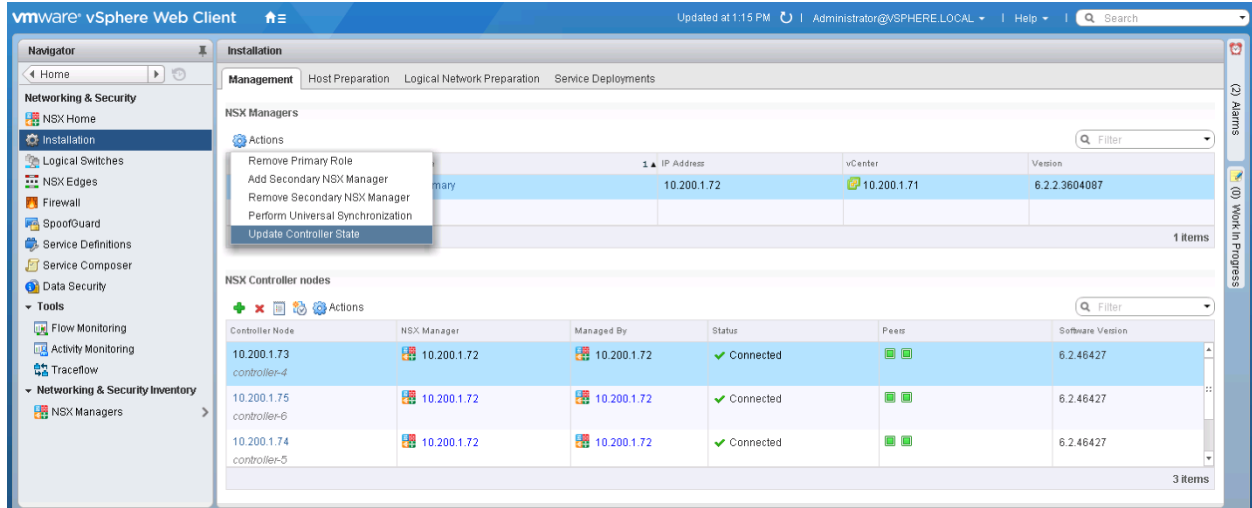 vmware® vSphere Web Client
Updated at 1:15 PM | Administrator@VSPHERE.LOCAL | Help | Search
Navigator
Home
Networking & Security
NSX Home
Installation
Logical Switches
NSX Edges
Firewall
SpoofGuard
Service Definitions
Service Composer
Data Security
Tools
Flow Monitoring
Activity Monitoring
Traceflow
Networking & Security Inventory
NSX Managers
Installation
Management Host Preparation Logical Network Preparation Service Deployments
NSX Managers
Actions Filter
1 IP Address vCenter Version
10.200.1.72 10.200.1.71 6.2.2.3604087
Remove Primary Role
Add Secondary NSX Manager
Remove Secondary NSX Manager
Perform Universal Synchronization
Update Controller State
1 items
NSX Controller nodes
Actions Filter
Controller Node NSX Manager Managed By Status Peers Software Version
10.200.1.73 10.200.1.72 10.200.1.72 Connected 6.2.46427
controller-4
10.200.1.75 10.200.1.72 10.200.1.72 Connected 6.2.46427
controller-6
10.200.1.74 10.200.1.72 10.200.1.72 Connected 6.2.46427
controller-5
3 items
(2) Alarms
(0) Work In Progress